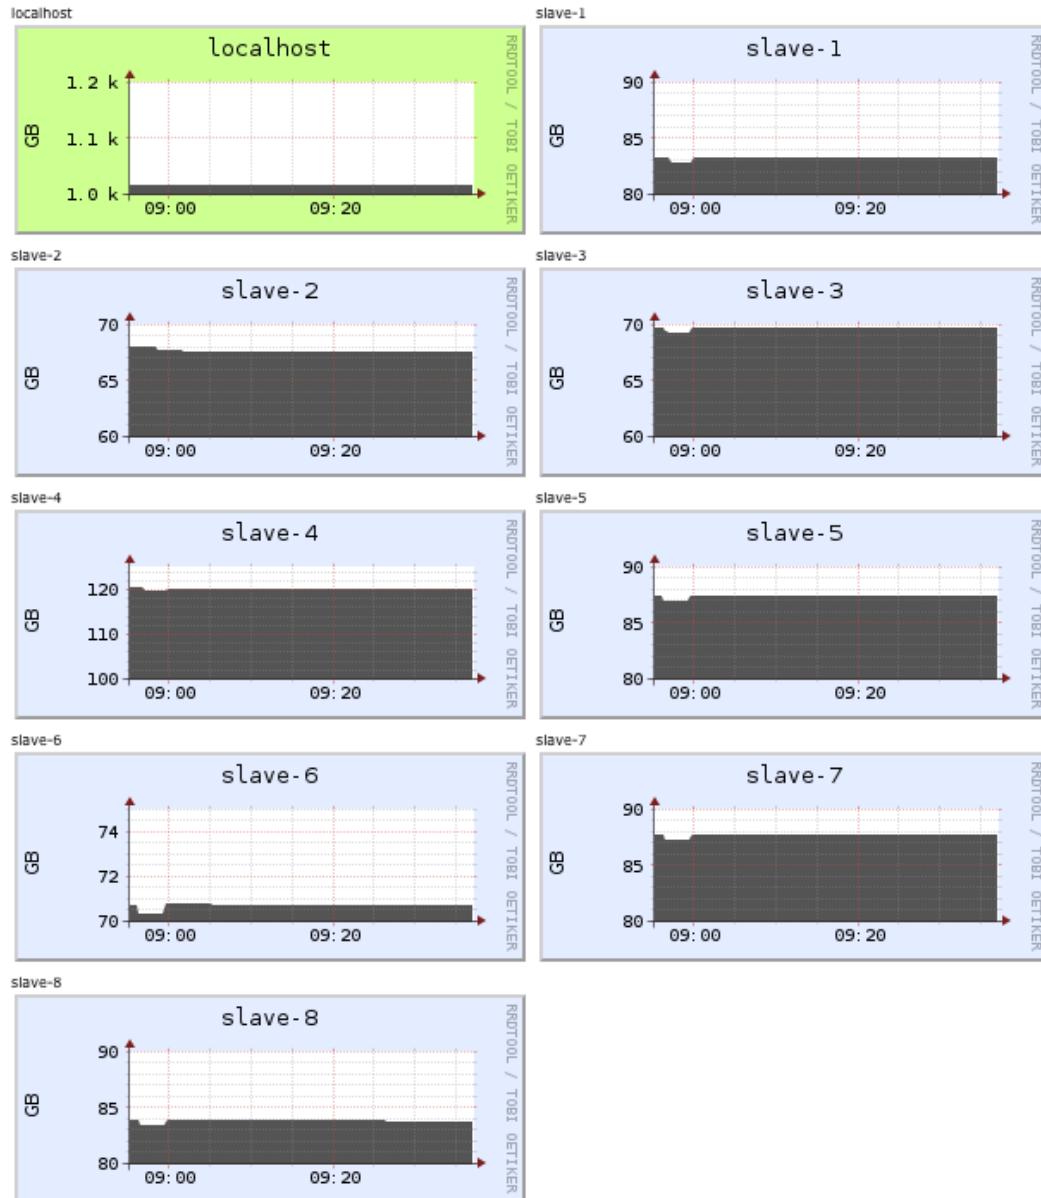 localhost
localhost
GB
1.2 k
1.1 k
1.0 k
09:00 09:20
RRDTOOL / TOBI OETIKER
slave-1
slave-1
GB
90
85
80
09:00 09:20
RRDTOOL / TOBI OETIKER
slave-2
slave-2
GB
70
65
60
09:00 09:20
RRDTOOL / TOBI OETIKER
slave-3
slave-3
GB
70
65
60
09:00 09:20
RRDTOOL / TOBI OETIKER
slave-4
slave-4
GB
120
110
100
09:00 09:20
RRDTOOL / TOBI OETIKER
slave-5
slave-5
GB
90
85
80
09:00 09:20
RRDTOOL / TOBI OETIKER
slave-6
slave-6
GB
74
72
70
09:00 09:20
RRDTOOL / TOBI OETIKER
slave-7
slave-7
GB
90
85
80
09:00 09:20
RRDTOOL / TOBI OETIKER
slave-8
slave-8
GB
90
85
80
09:00 09:20
RRDTOOL / TOBI OETIKER